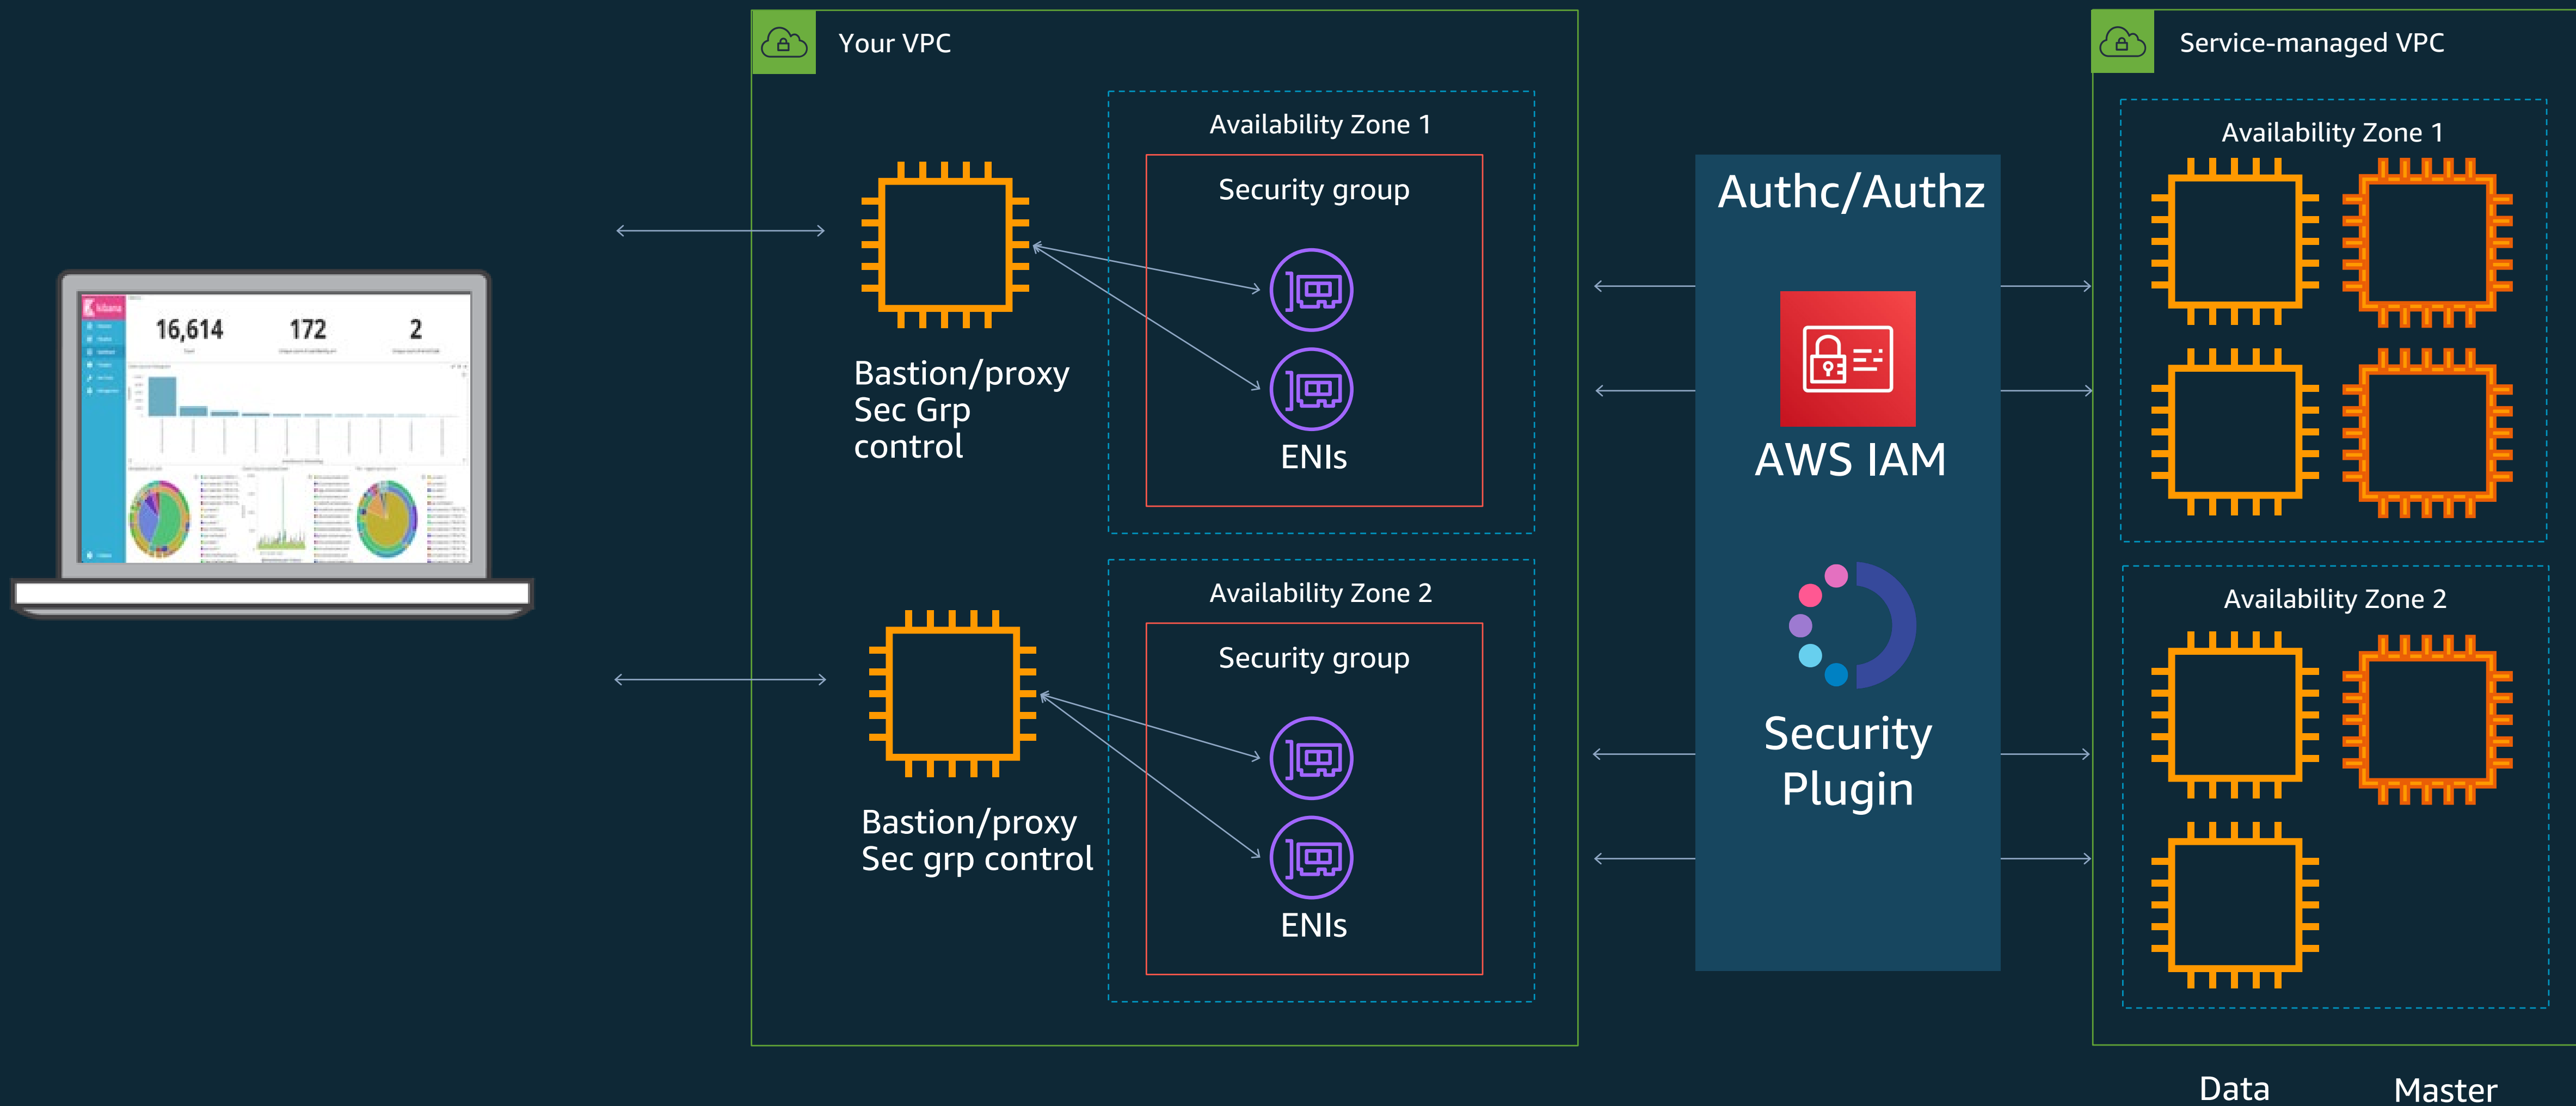 kibana
16,614
172
2
Count
Your VPC
Bastion/proxy
Sec Grp
control
Availability Zone 1
Security group
ENIs
Bastion/proxy
Sec grp control
Availability Zone 2
Security group
ENIs
Authc/Authz
AWS IAM
Security
Plugin
Service-managed VPC
Availability Zone 1
Availability Zone 2
Data
Master